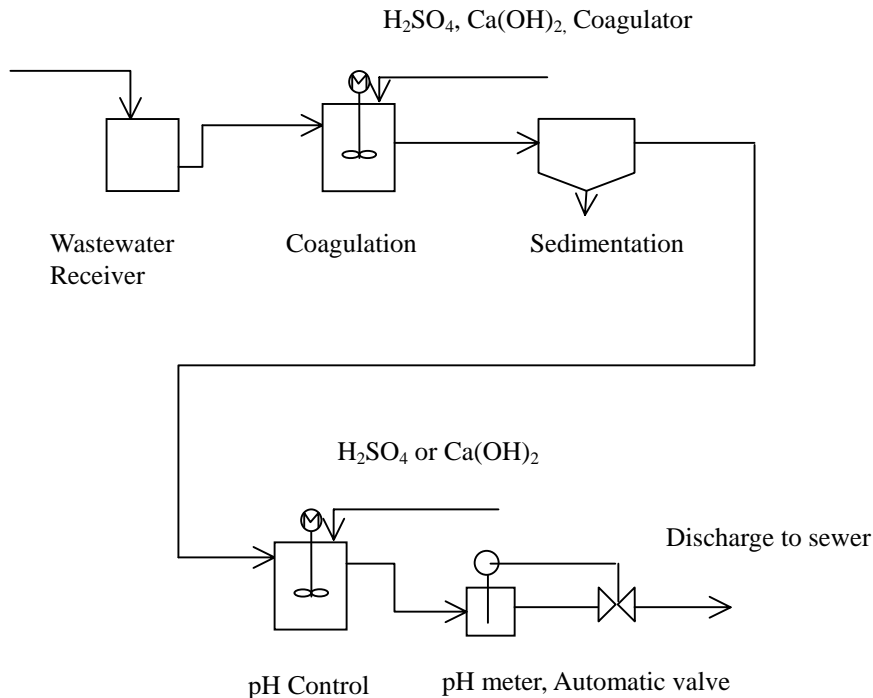 H₂SO₄, Ca(OH)₂, Coagulator
M
Wastewater
Receiver
Coagulation
Sedimentation
H₂SO₄ or Ca(OH)₂
M
Discharge to sewer
pH Control
pH meter, Automatic valve